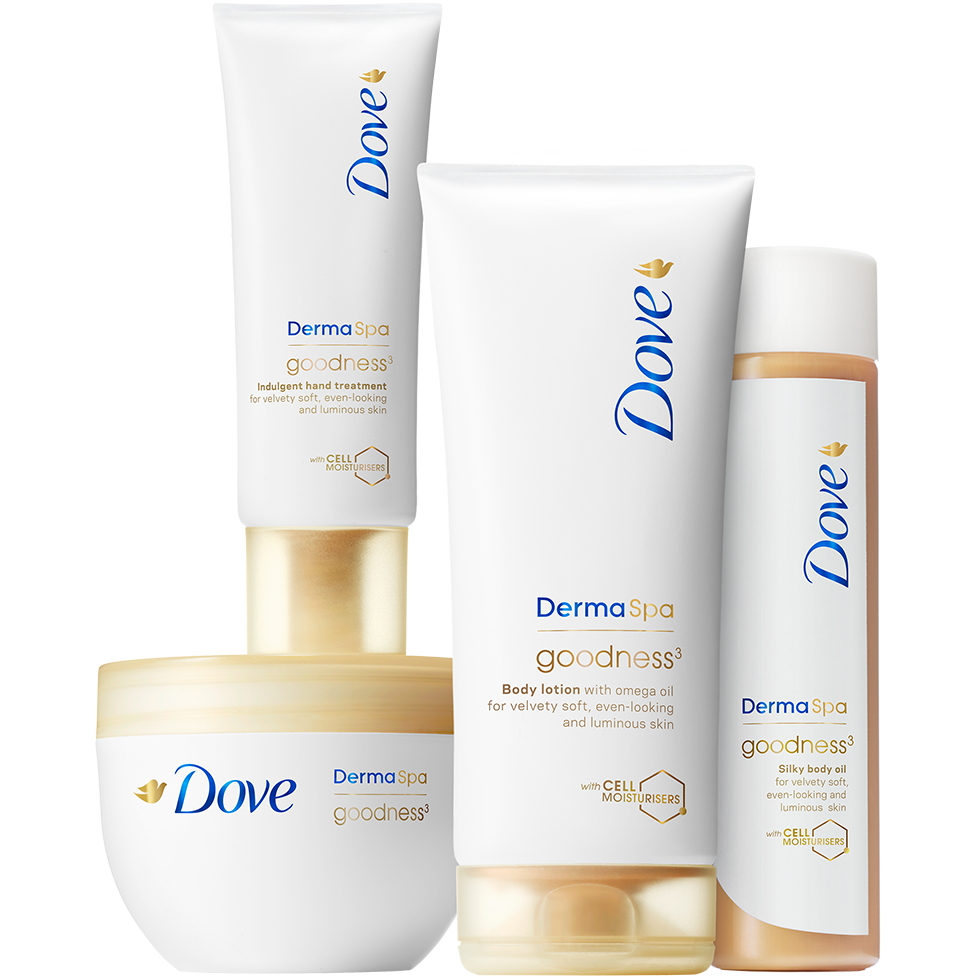 Dove
DermaSpa
goodness³
Indulgent hand treatment
for velvety soft, even-looking
and luminous skin
with CELL
MOISTURISERS
Dove
DermaSpa
goodness³
Body lotion with omega oil
for velvety soft, even-looking
and luminous skin
with CELL
MOISTURISERS
Dove
DermaSpa
goodness³
Silky body oil
for velvety soft,
even-looking and
luminous skin
with CELL
MOISTURISERS
Dove
DermaSpa
goodness³